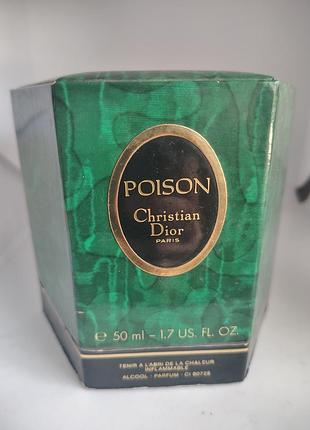 POISON
Christian
Dior
PARIS
℮ 50 ml – 1.7 US. FL. OZ.
TENIR A L'ABRI DE LA CHALEUR
INFLAMMABLE
ALCOOL - PARFUM - CI 60725